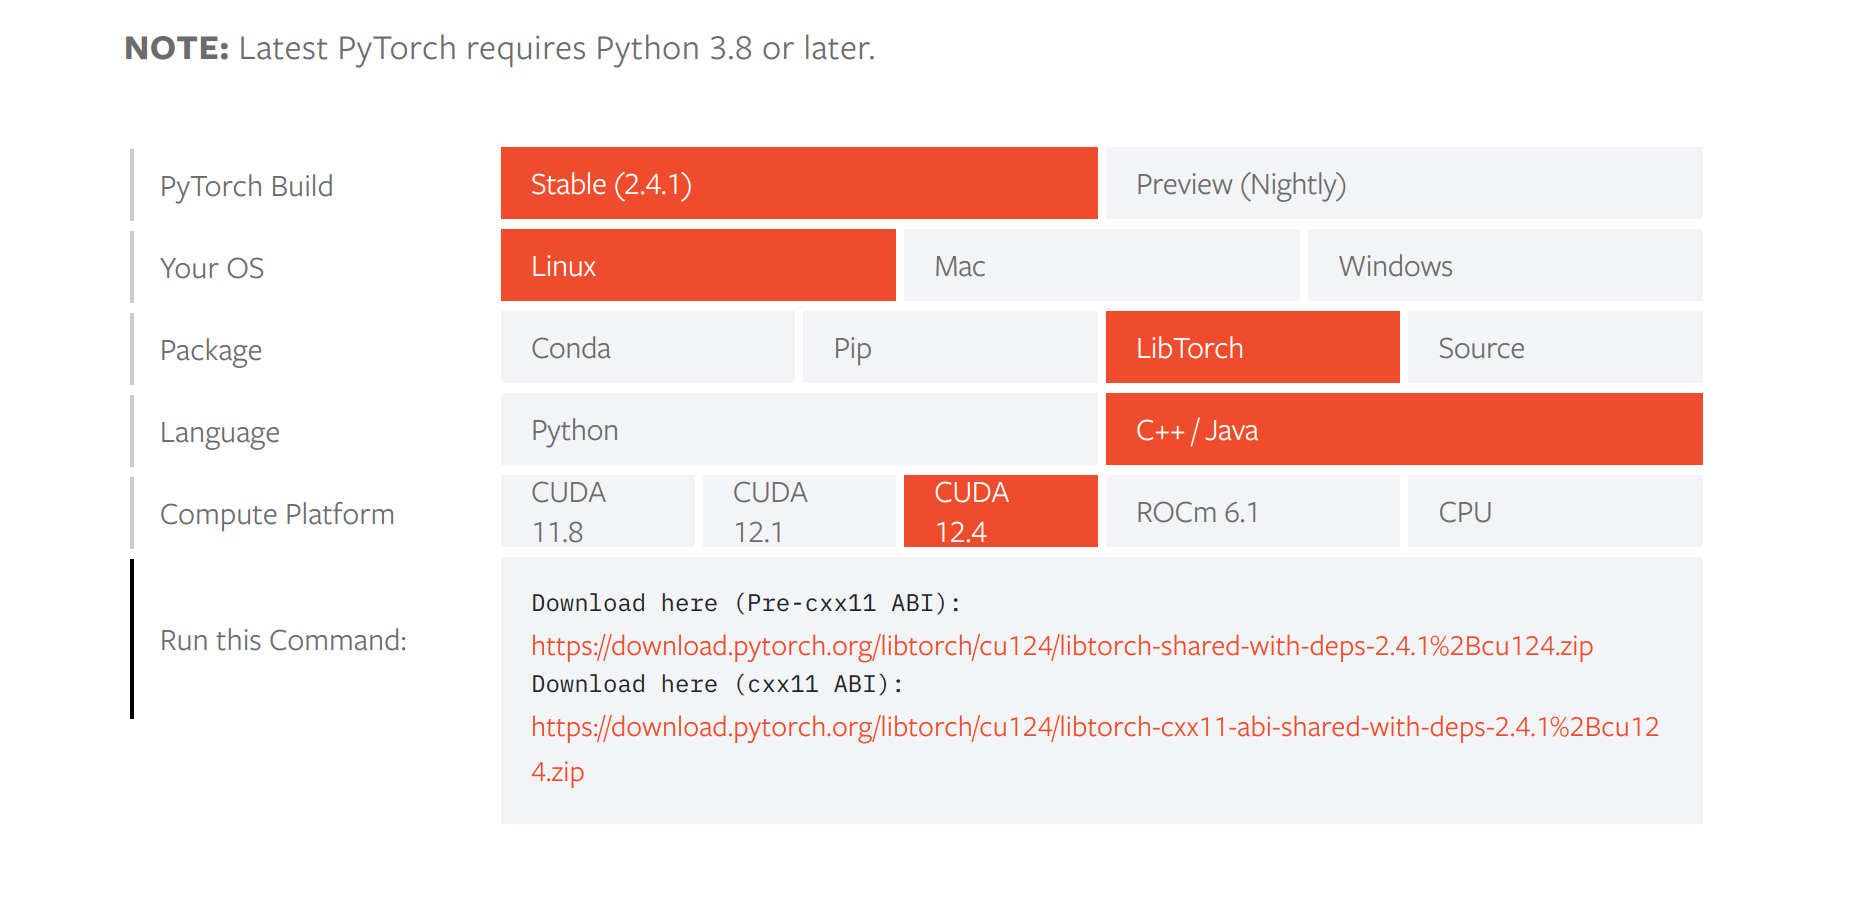 NOTE: Latest PyTorch requires Python 3.8 or later.
PyTorch Build
Stable (2.4.1)
Preview (Nightly)
Your OS
Linux
Mac
Windows
Package
Conda
Pip
LibTorch
Source
Language
Python
C++ / Java
Compute Platform
CUDA
11.8
CUDA
12.1
CUDA
12.4
ROCm 6.1
CPU
Run this Command:
Download here (Pre-cxx11 ABI):
https://download.pytorch.org/libtorch/cu124/libtorch-shared-with-deps-2.4.1%2Bcu124.zip
Download here (cxx11 ABI):
https://download.pytorch.org/libtorch/cu124/libtorch-cxx11-abi-shared-with-deps-2.4.1%2Bcu12
4.zip